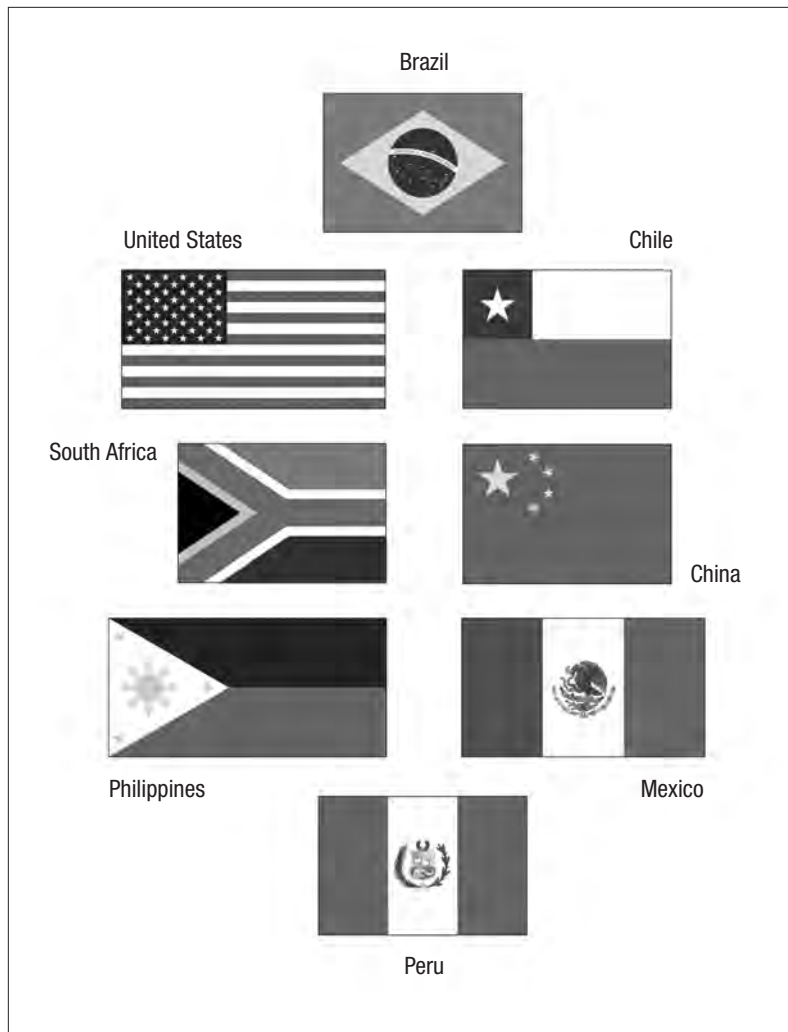 Brazil
United States
Chile
South Africa
China
Philippines
Mexico
Peru